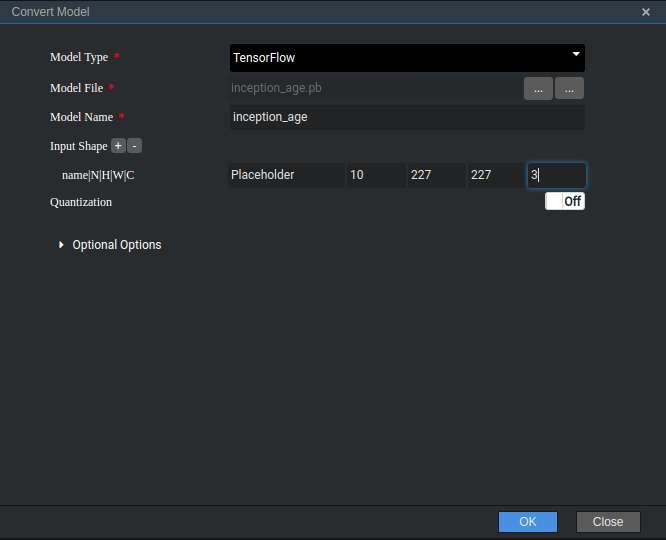 Convert Model ×
Model Type * TensorFlow
Model File * inception_age.pb ... ...
Model Name * inception_age
Input Shape + -
name|N|H|W|C Placeholder 10 227 227 3
Quantization Off
Optional Options
OK Close